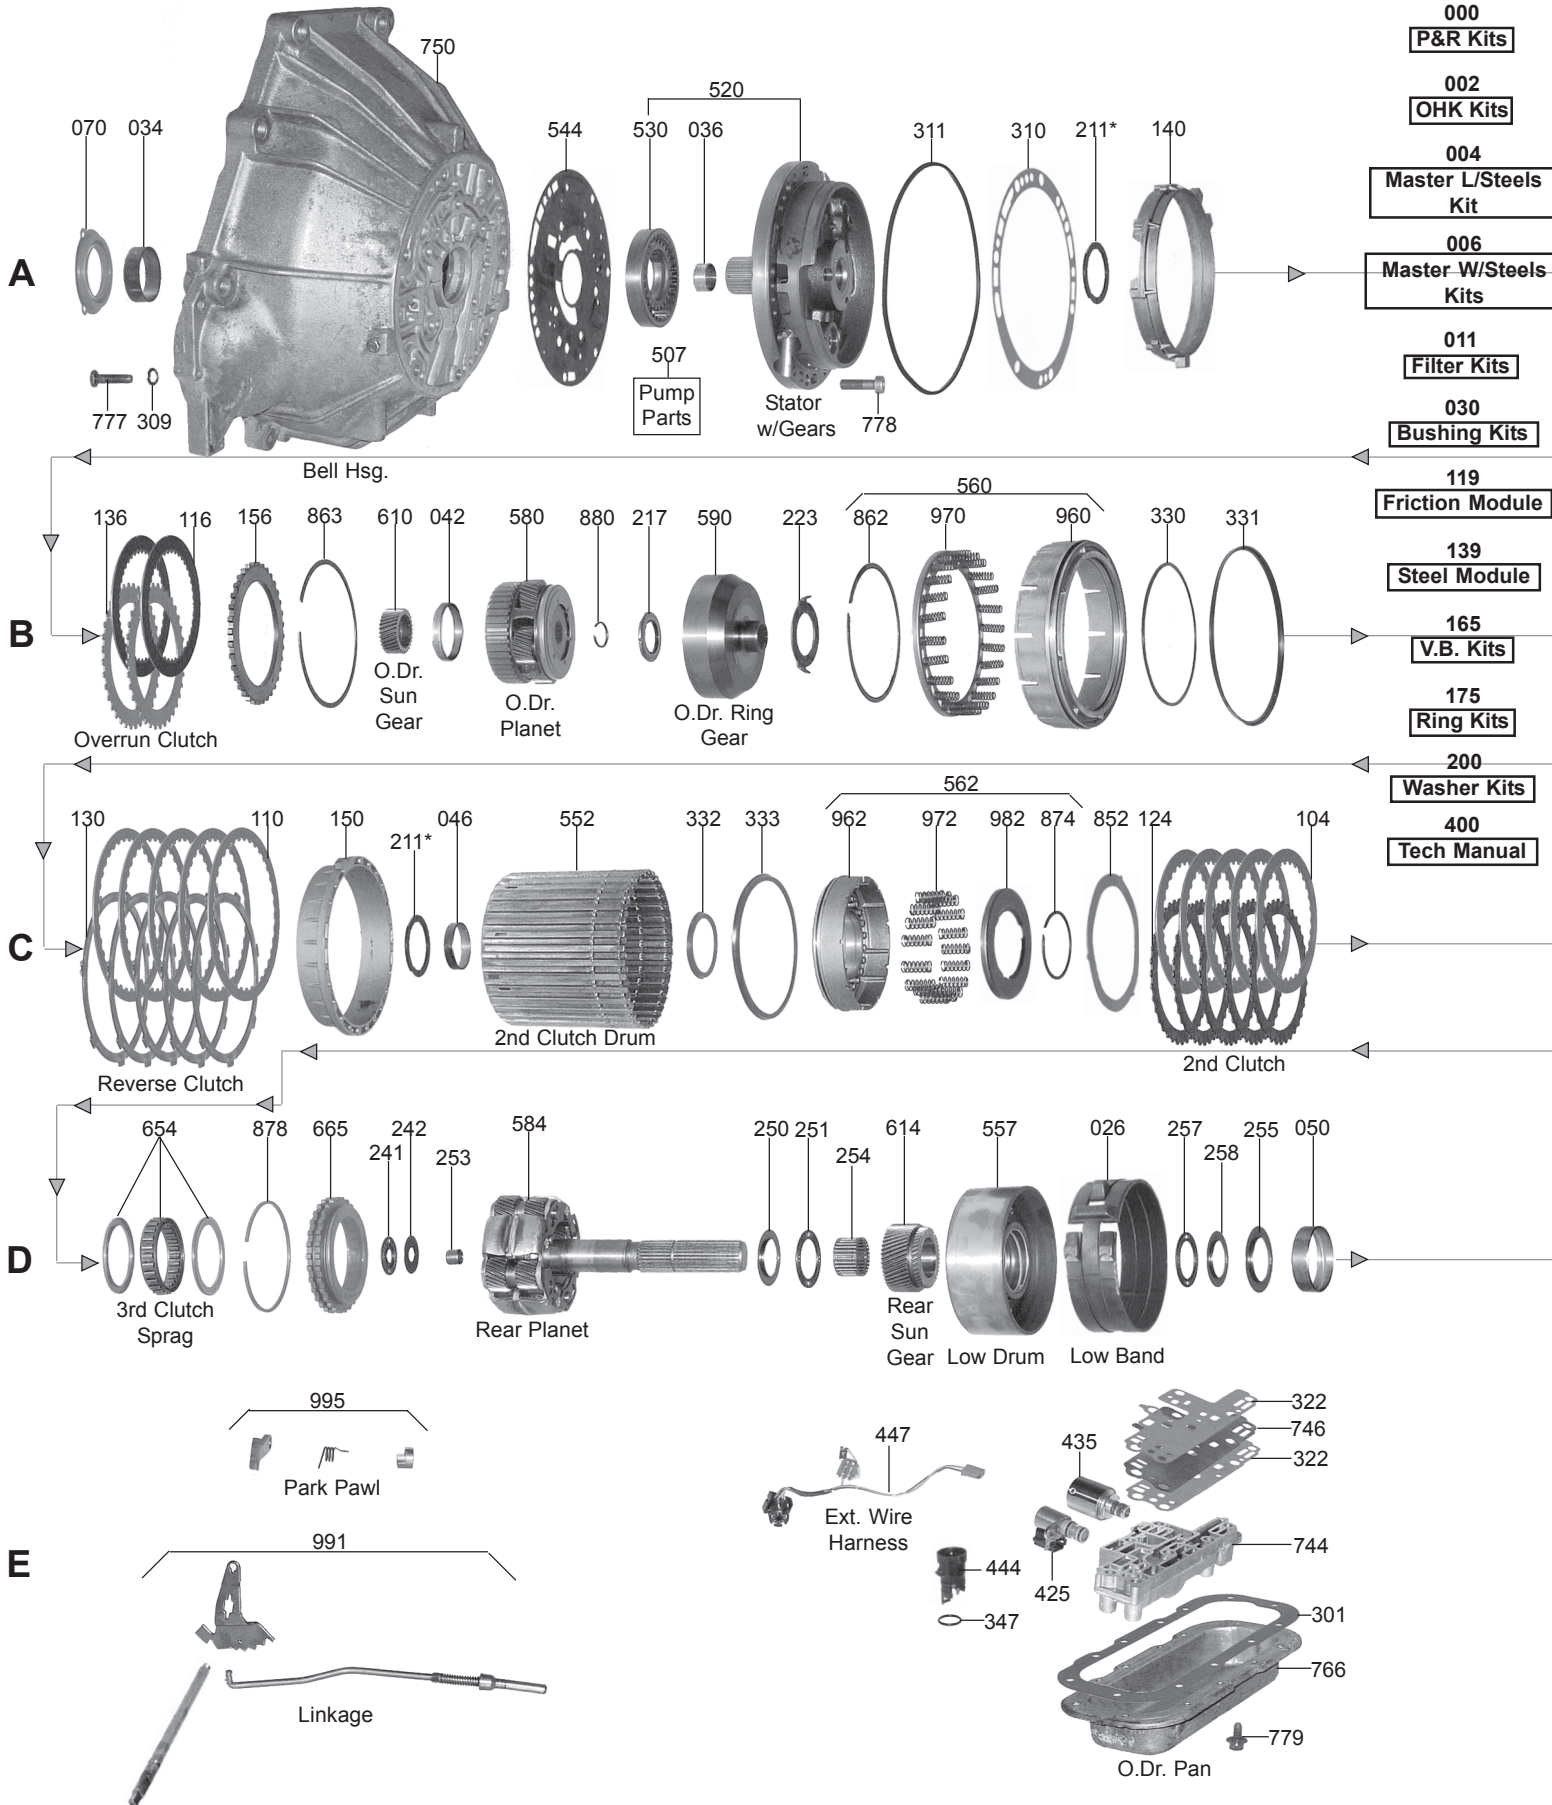 000
P&R Kits
002
OHK Kits
004
Master L/Steels
Kit
006
Master W/Steels
Kits
011
Filter Kits
030
Bushing Kits
119
Friction Module
139
Steel Module
165
V.B. Kits
175
Ring Kits
200
Washer Kits
400
Tech Manual
A
750
520
070 034 544 530 036 311 310 211* 140
507
Pump
Parts
Stator
w/Gears
778
777 309
Bell Hsg.
B
560
136 116 156 863 610 042 580 880 217 590 223 862 970 960 330 331
O.Dr.
Sun
Gear
O.Dr.
Planet
O.Dr. Ring
Gear
Overrun Clutch
C
562
130 110 150 211* 046 552 332 333 962 972 982 874 852 124 104
2nd Clutch Drum
2nd Clutch
Reverse Clutch
D
654 878 665 241 242 253 584 250 251 254 614 557 026 257 258 255 050
3rd Clutch
Sprag
Rear Planet
Rear
Sun
Gear
Low Drum
Low Band
E
995
Park Pawl
991
Linkage
447
Ext. Wire
Harness
444
347
435
425
322
746
322
744
301
766
779
O.Dr. Pan